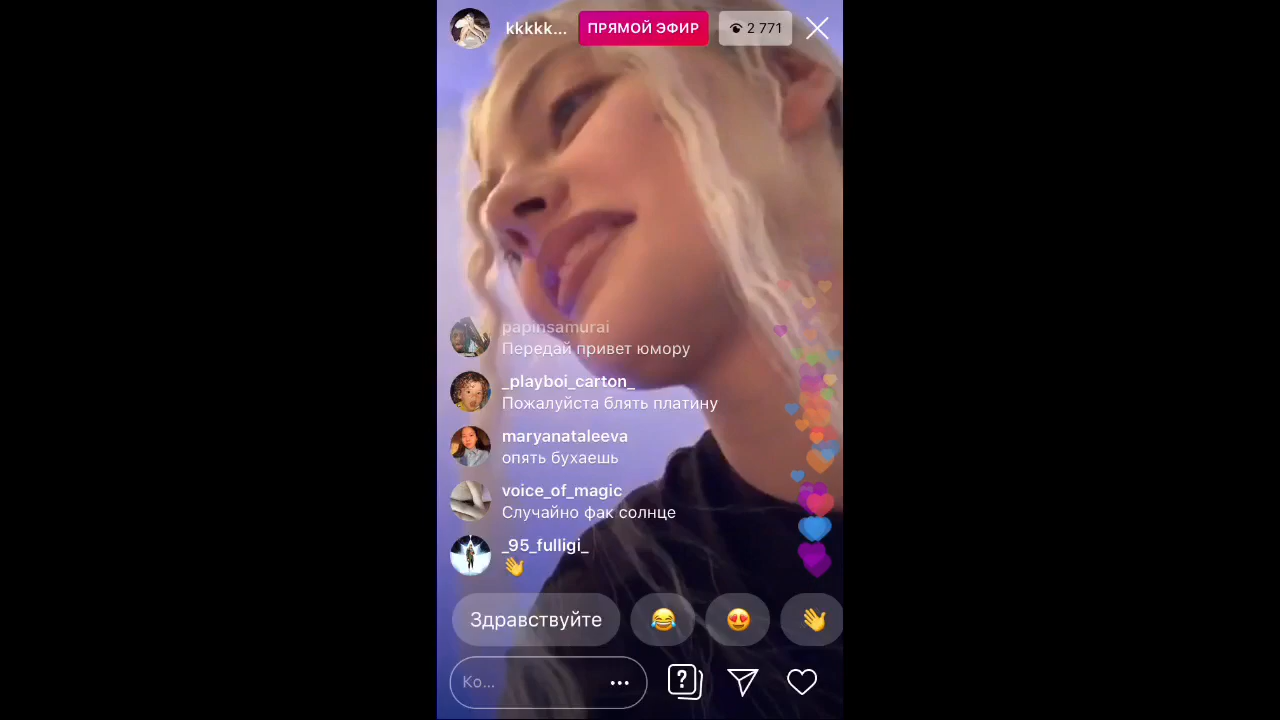 kkkkk...
ПРЯМОЙ ЭФИР
2 771
papinsamurai
Передай привет юмору
_playboi_carton_
Пожалуйста блять платину
maryanataleeva
опять бухаешь
voice_of_magic
Случайно фак солнце
_95_fulligi_
👋
Здравствуйте 😂 😍 👋
Ко...